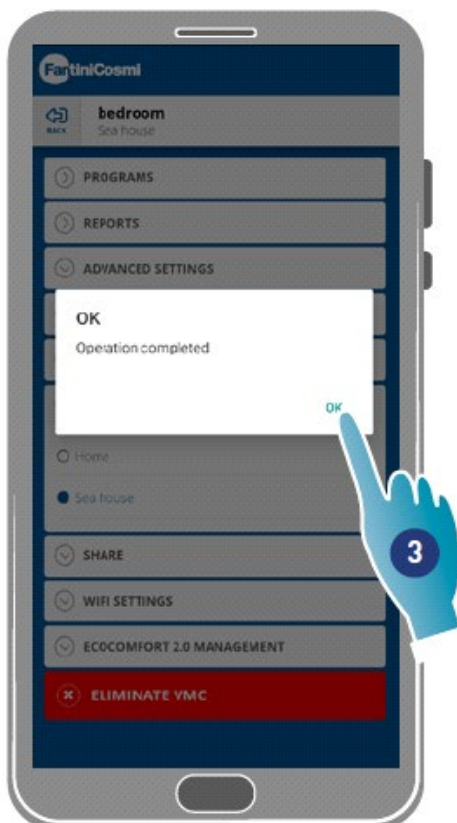 FantiniCosmi
BACK
bedroom
Sea house
PROGRAMS
REPORTS
ADVANCED SETTINGS
OK
Operation completed
OK
Home
Sea house
3
SHARE
WIFI SETTINGS
ECOCOMFORT 2.0 MANAGEMENT
ELIMINATE VMC